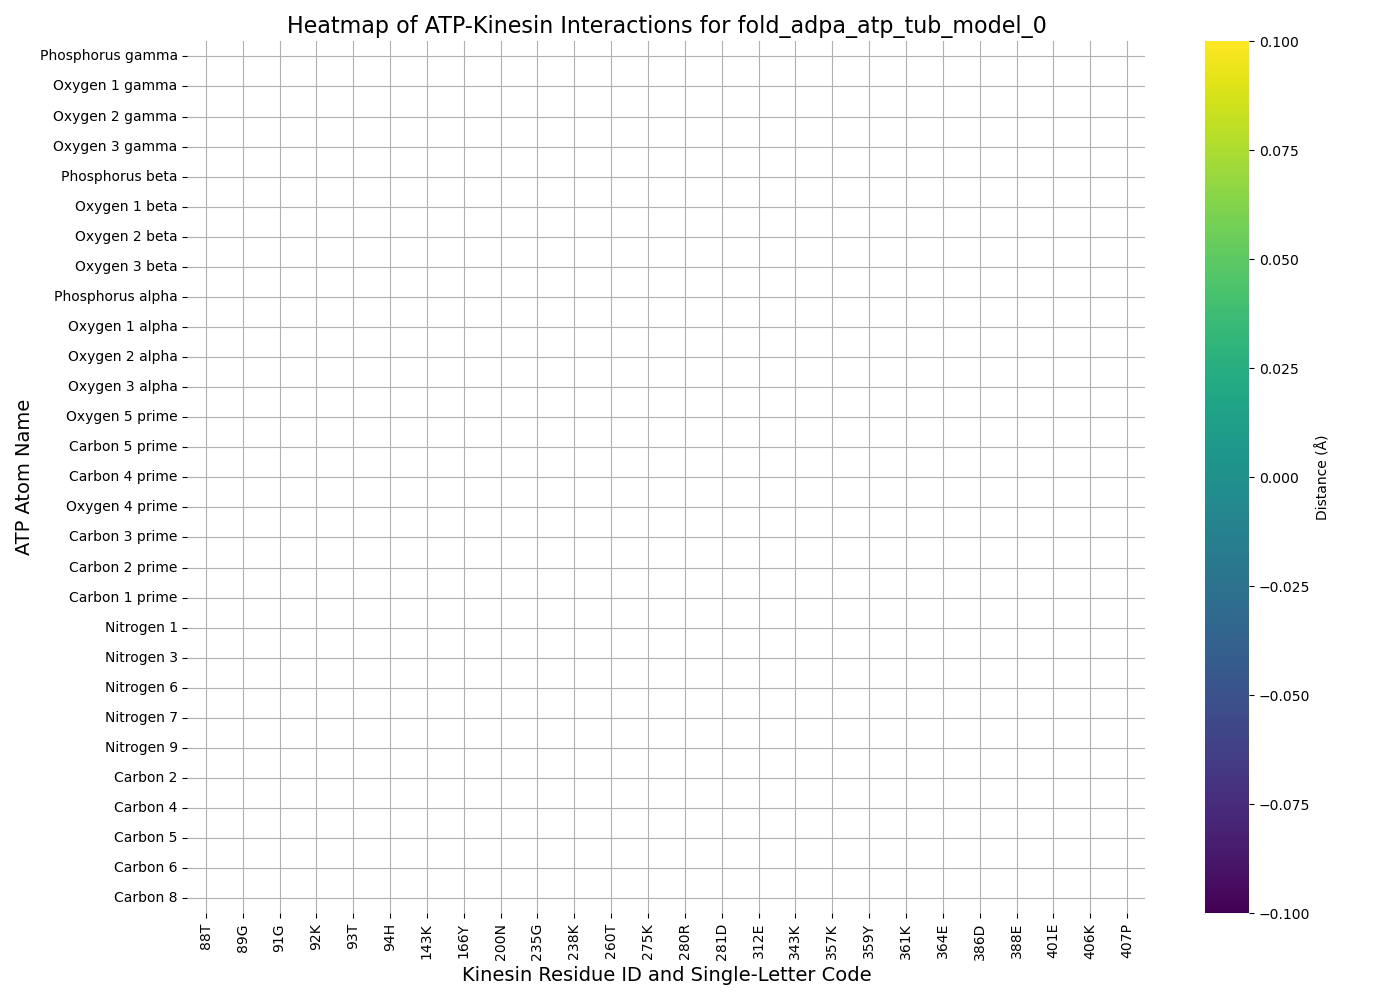 Heatmap of ATP-Kinesin Interactions for fold_adpa_atp_tub_model_0
ATP Atom Name
Phosphorus gamma
Oxygen 1 gamma
Oxygen 2 gamma
Oxygen 3 gamma
Phosphorus beta
Oxygen 1 beta
Oxygen 2 beta
Oxygen 3 beta
Phosphorus alpha
Oxygen 1 alpha
Oxygen 2 alpha
Oxygen 3 alpha
Oxygen 5 prime
Carbon 5 prime
Carbon 4 prime
Oxygen 4 prime
Carbon 3 prime
Carbon 2 prime
Carbon 1 prime
Nitrogen 1
Nitrogen 3
Nitrogen 6
Nitrogen 7
Nitrogen 9
Carbon 2
Carbon 4
Carbon 5
Carbon 6
Carbon 8
88T
89G
91G
92K
93T
94H
143K
166Y
200N
235G
238K
260T
275K
280R
281D
312E
343K
357K
359Y
361K
364E
386D
388E
401E
406K
407P
Kinesin Residue ID and Single-Letter Code
0.100
0.075
0.050
0.025
0.000
−0.025
−0.050
−0.075
−0.100
Distance (Å)